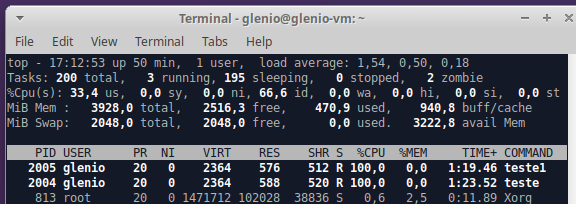 Terminal - glenio@glenio-vm: ~
File Edit View Terminal Tabs Help
top - 17:12:53 up 50 min, 1 user, load average: 1,54, 0,50, 0,18
Tasks: 200 total, 3 running, 195 sleeping, 0 stopped, 2 zombie
%Cpu(s): 33,4 us, 0,0 sy, 0,0 ni, 66,6 id, 0,0 wa, 0,0 hi, 0,0 si, 0,0 st
MiB Mem : 3928,0 total, 2516,3 free, 470,9 used, 940,8 buff/cache
MiB Swap: 2048,0 total, 2048,0 free, 0,0 used. 3222,8 avail Mem
PID USER PR NI VIRT RES SHR S %CPU %MEM TIME+ COMMAND
2005 glenio 20 0 2364 576 512 R 100,0 0,0 1:19.46 teste1
2004 glenio 20 0 2364 588 520 R 100,0 0,0 1:23.52 teste
813 root 20 0 1471712 102028 38836 S 0,6 2,5 0:11.89 Xorg